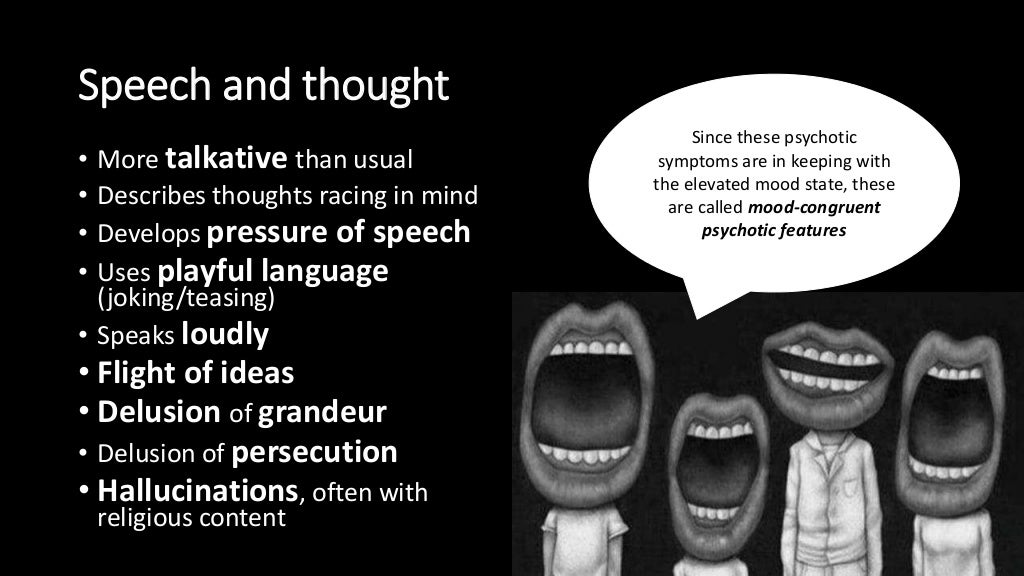 Speech and thought
• More talkative than usual
• Describes thoughts racing in mind
• Develops pressure of speech
• Uses playful language
(joking/teasing)
• Speaks loudly
• Flight of ideas
• Delusion of grandeur
• Delusion of persecution
• Hallucinations, often with
religious content
Since these psychotic
symptoms are in keeping with
the elevated mood state, these
are called mood-congruent
psychotic features